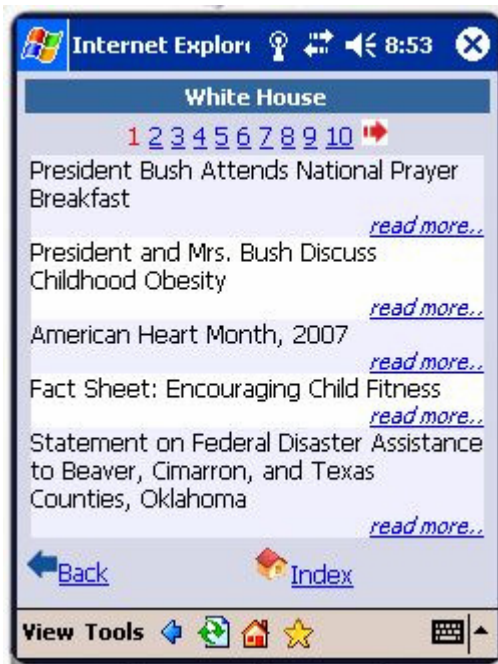 Internet Explor 8:53
White House
1 2 3 4 5 6 7 8 9 10
President Bush Attends National Prayer
Breakfast
read more..
President and Mrs. Bush Discuss
Childhood Obesity
read more..
American Heart Month, 2007
read more..
Fact Sheet: Encouraging Child Fitness
read more..
Statement on Federal Disaster Assistance
to Beaver, Cimarron, and Texas
Counties, Oklahoma
read more..
Back Index
View Tools